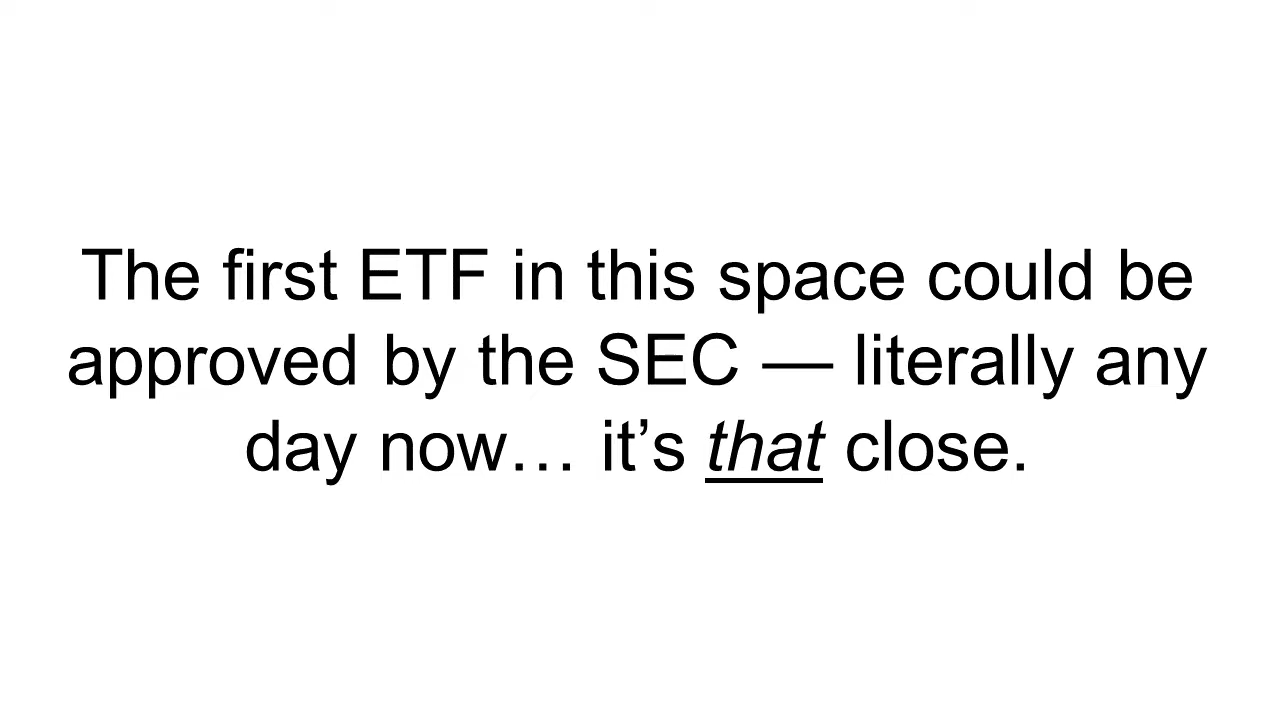 The first ETF in this space could be
approved by the SEC — literally any
day now… it’s that close.